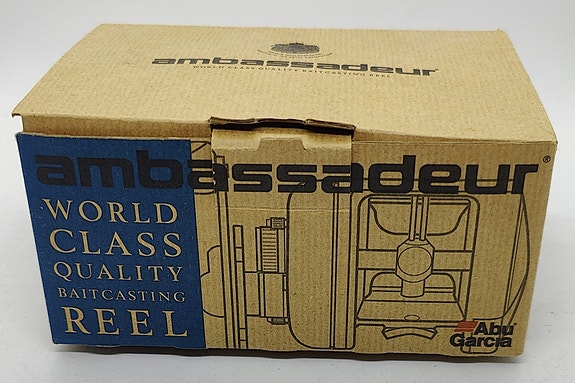 ambassadeur
WORLD CLASS QUALITY BAITCASTING REEL
ambassadeur®
WORLD
CLASS
QUALITY
BAITCASTING
REEL
Abu
Garcia